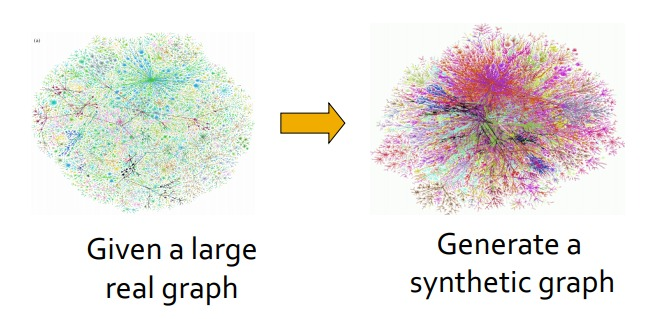 (a)
Given a large
real graph
Generate a
synthetic graph